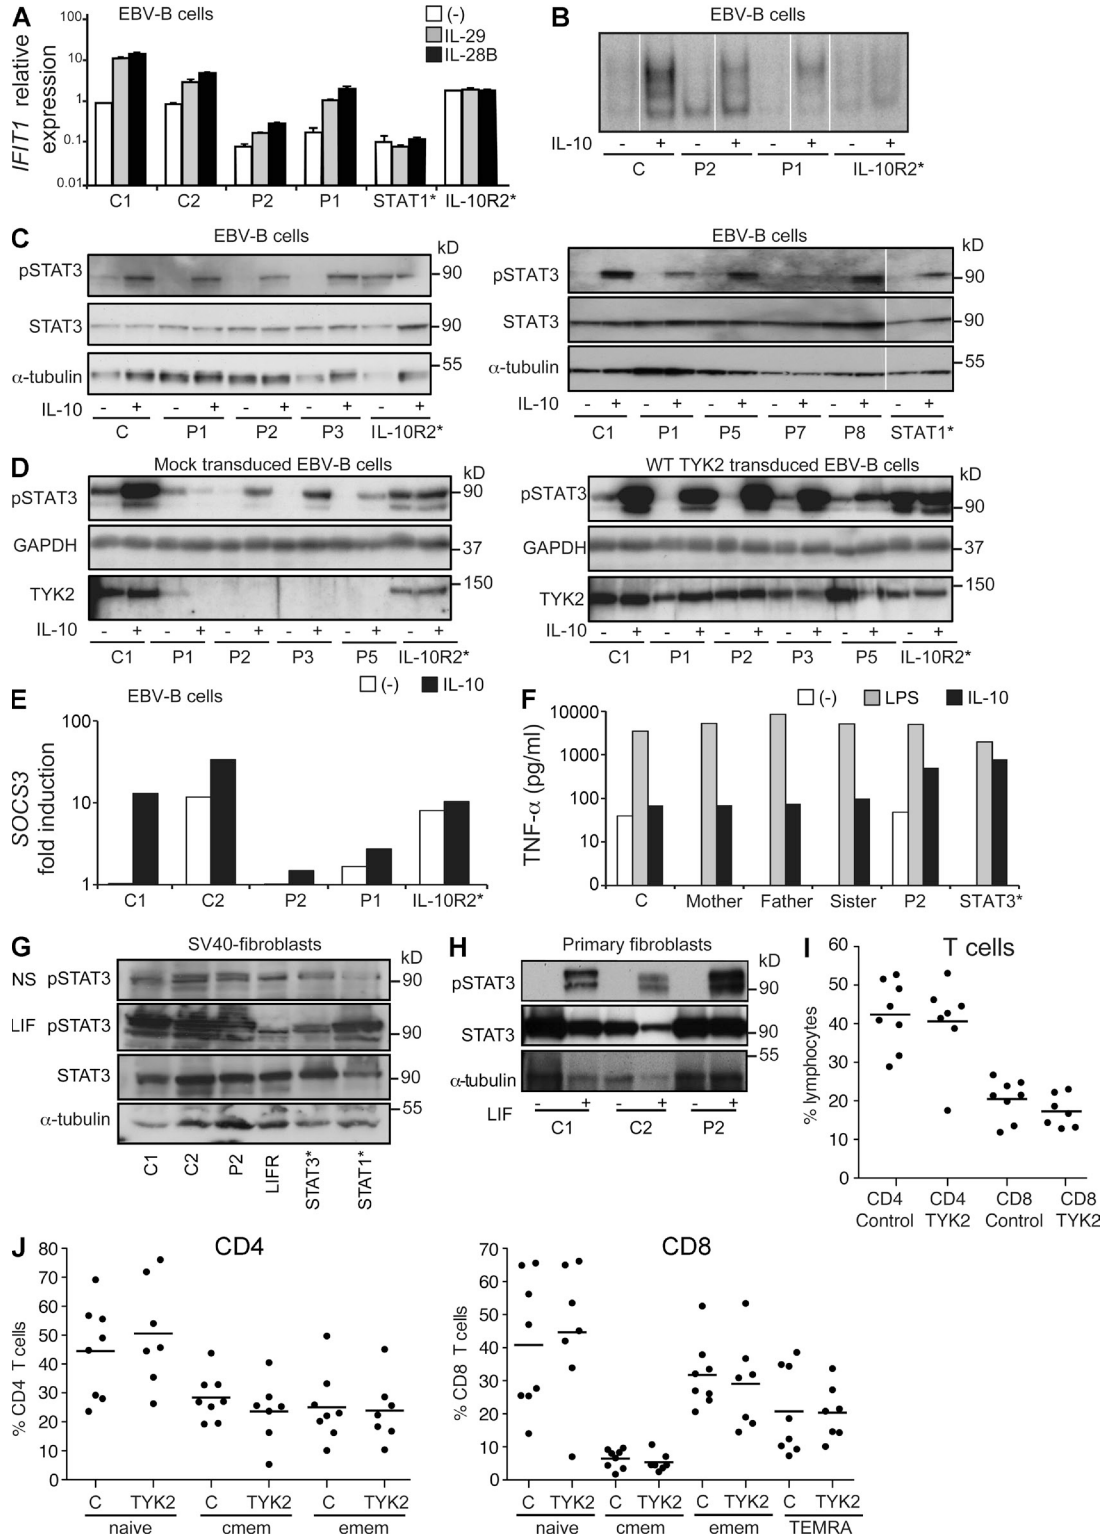 A
EBV-B cells
(-)
IL-29
IL-28B
IFIT1 relative
expression
100
10
1
0.1
0.01
C1 C2 P2 P1 STAT1* IL-10R2*
B
EBV-B cells
IL-10 - + - + - + - +
C P2 P1 IL-10R2*
C
EBV-B cells
kD
pSTAT3 90
STAT3 90
α-tubulin 55
IL-10 - + - + - + - + - +
C P1 P2 P3 IL-10R2*
EBV-B cells
kD
pSTAT3 90
STAT3 90
α-tubulin 55
IL-10 - + - + - + - + - + - +
C1 P1 P5 P7 P8 STAT1*
D
Mock transduced EBV-B cells
kD
pSTAT3 90
GAPDH 37
TYK2 150
IL-10 - + - + - + - + - + - +
C1 P1 P2 P3 P5 IL-10R2*
WT TYK2 transduced EBV-B cells
kD
pSTAT3 90
GAPDH 37
TYK2 150
IL-10 - + - + - + - + - + - +
C1 P1 P2 P3 P5 IL-10R2*
E
EBV-B cells
(-) IL-10
SOCS3
fold induction
100
10
1
C1 C2 P2 P1 IL-10R2*
F
(-) LPS IL-10
TNF-α (pg/ml)
10000
1000
100
10
0
C Mother Father Sister P2 STAT3*
G
SV40-fibroblasts
kD
NS pSTAT3 90
LIF pSTAT3 90
STAT3 90
α-tubulin 55
C1 C2 P2 LIFR STAT3* STAT1*
H
Primary fibroblasts
kD
pSTAT3 90
STAT3 90
α-tubulin 55
LIF - + - + - +
C1 C2 P2
I
T cells
% lymphocytes
60
50
40
30
20
10
0
CD4 CD4 CD8 CD8
Control TYK2 Control TYK2
J
CD4
% CD4 T cells
80
70
60
50
40
30
20
10
0
C TYK2 C TYK2 C TYK2
naive cmem emem
CD8
% CD8 T cells
70
60
50
40
30
20
10
0
C TYK2 C TYK2 C TYK2 C TYK2
naive cmem emem TEMRA